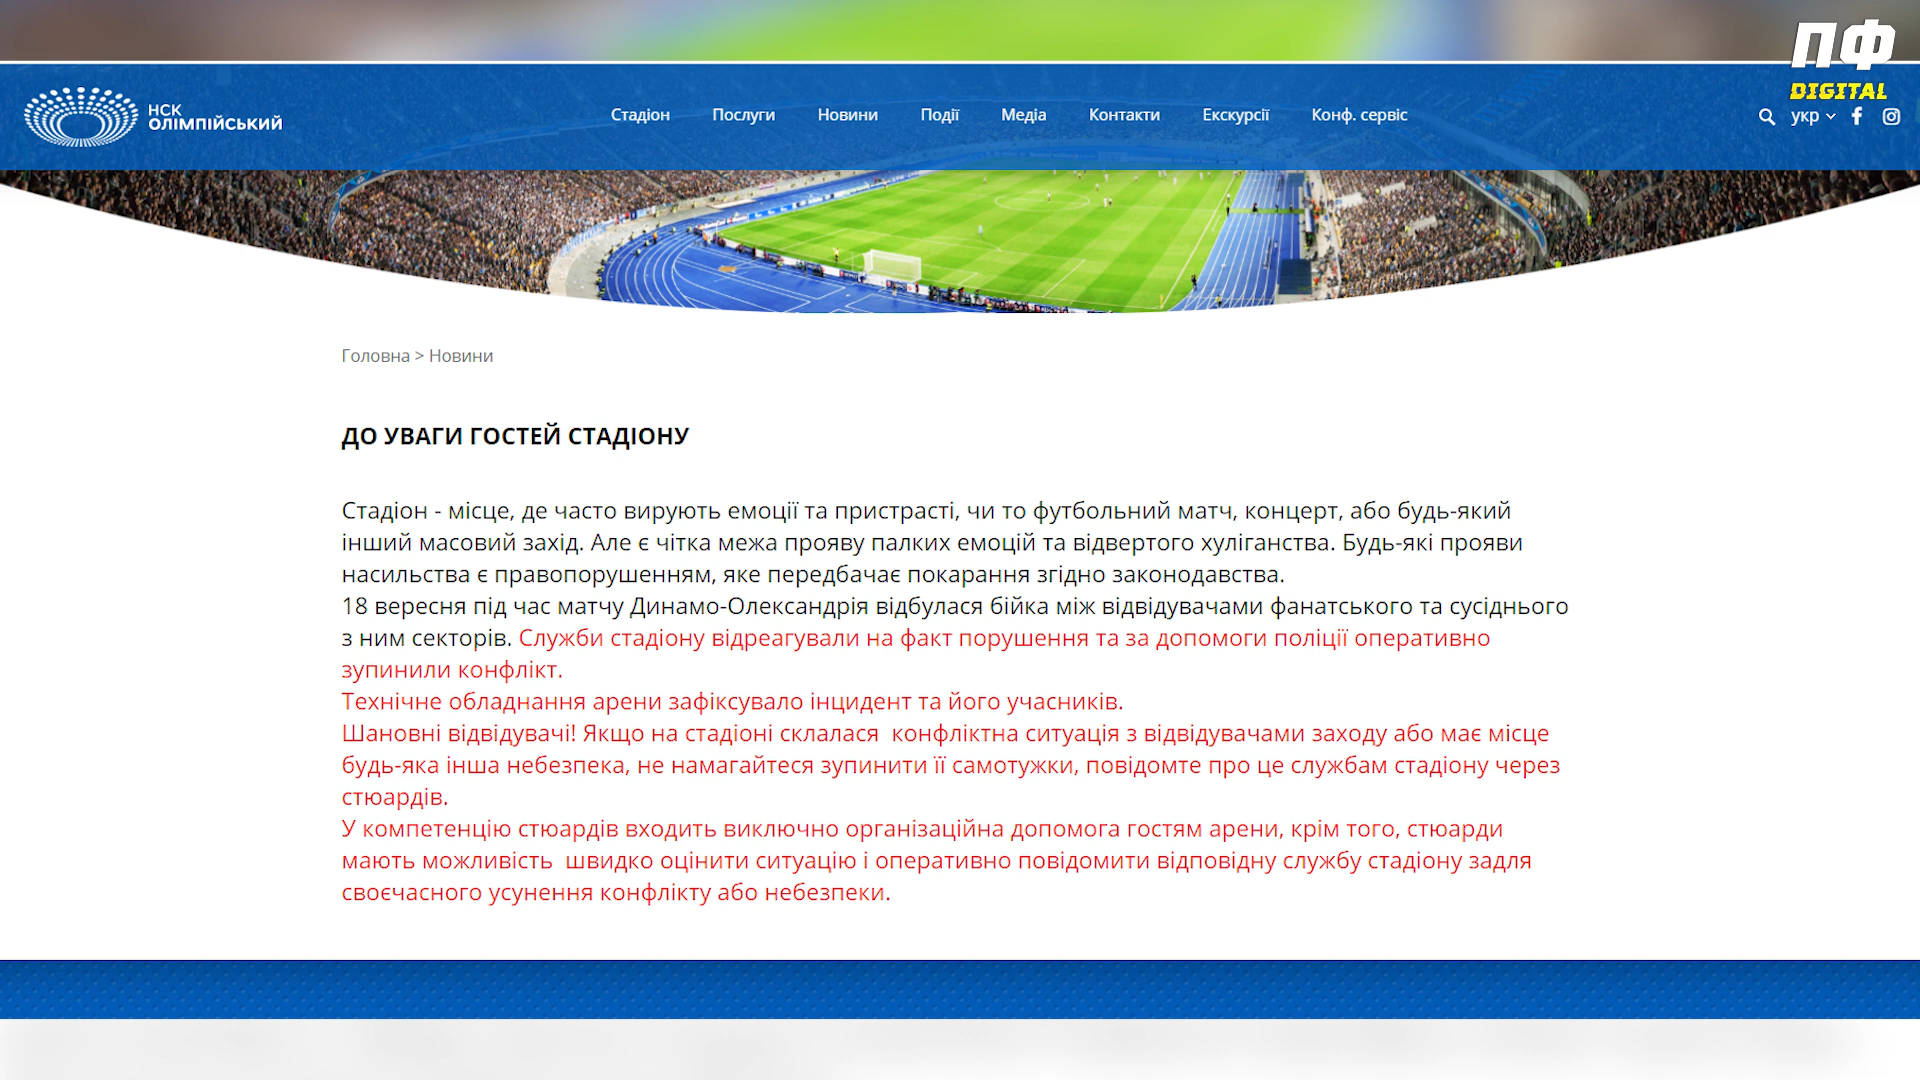 ПФ
DIGITAL
НСК
ОЛІМПІЙСЬКИЙ
Стадіон Послуги Новини Події Медіа Контакти Екскурсії Конф. сервіс
укр
Головна > Новини
ДО УВАГИ ГОСТЕЙ СТАДІОНУ
Стадіон - місце, де часто вирують емоції та пристрасті, чи то футбольний матч, концерт, або будь-який
інший масовий захід. Але є чітка межа прояву палких емоцій та відвертого хуліганства. Будь-які прояви
насильства є правопорушенням, яке передбачає покарання згідно законодавства.
18 вересня під час матчу Динамо-Олександрія відбулася бійка між відвідувачами фанатського та сусіднього
з ним секторів. Служби стадіону відреагували на факт порушення та за допомоги поліції оперативно
зупинили конфлікт.
Технічне обладнання арени зафіксувало інцидент та його учасників.
Шановні відвідувачі! Якщо на стадіоні склалася  конфліктна ситуація з відвідувачами заходу або має місце
будь-яка інша небезпека, не намагайтеся зупинити її самотужки, повідомте про це службам стадіону через
стюардів.
У компетенцію стюардів входить виключно організаційна допомога гостям арени, крім того, стюарди
мають можливість  швидко оцінити ситуацію і оперативно повідомити відповідну службу стадіону задля
своєчасного усунення конфлікту або небезпеки.